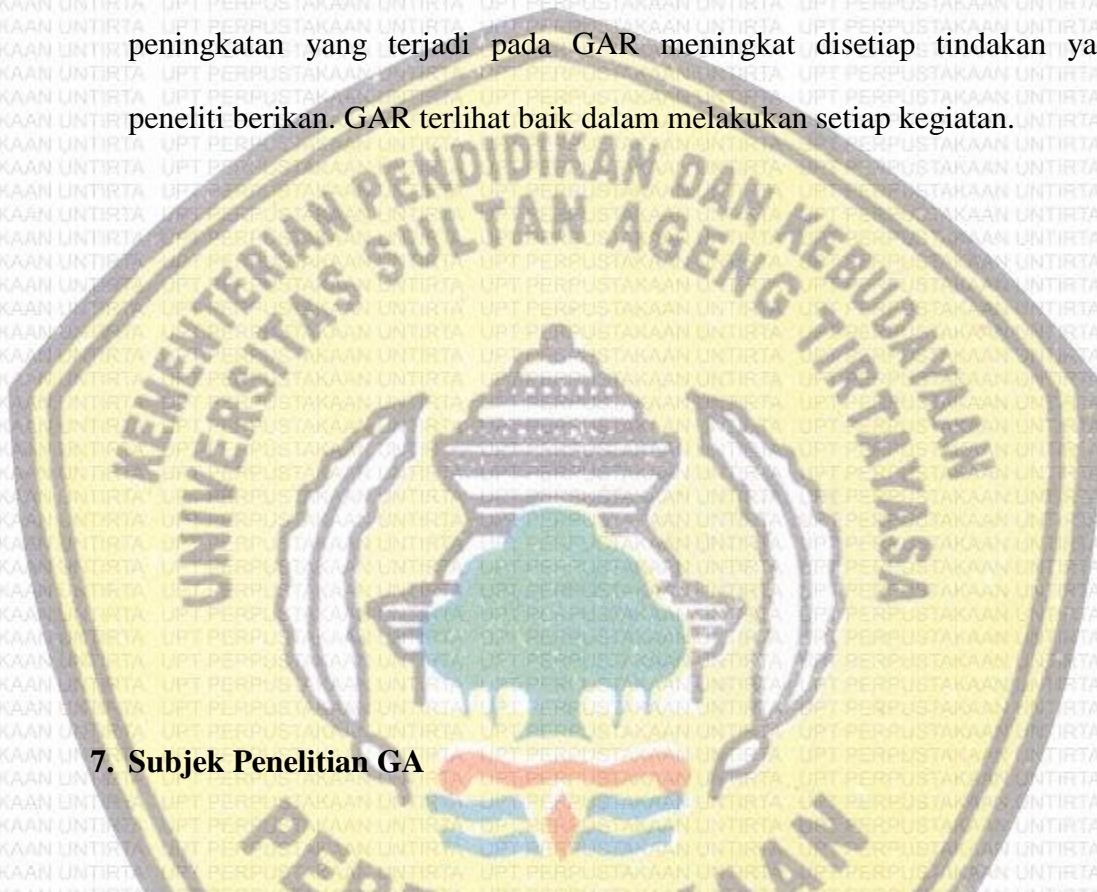 peningkatan yang terjadi pada GAR meningkat disetiap tindakan ya
peneliti berikan. GAR terlihat baik dalam melakukan setiap kegiatan.
KEMENTERIAN PENDIDIKAN DAN KEBUDAYAAN
UNIVERSITAS SULTAN AGENG TIRTAYASA
7. Subjek Penelitian GA